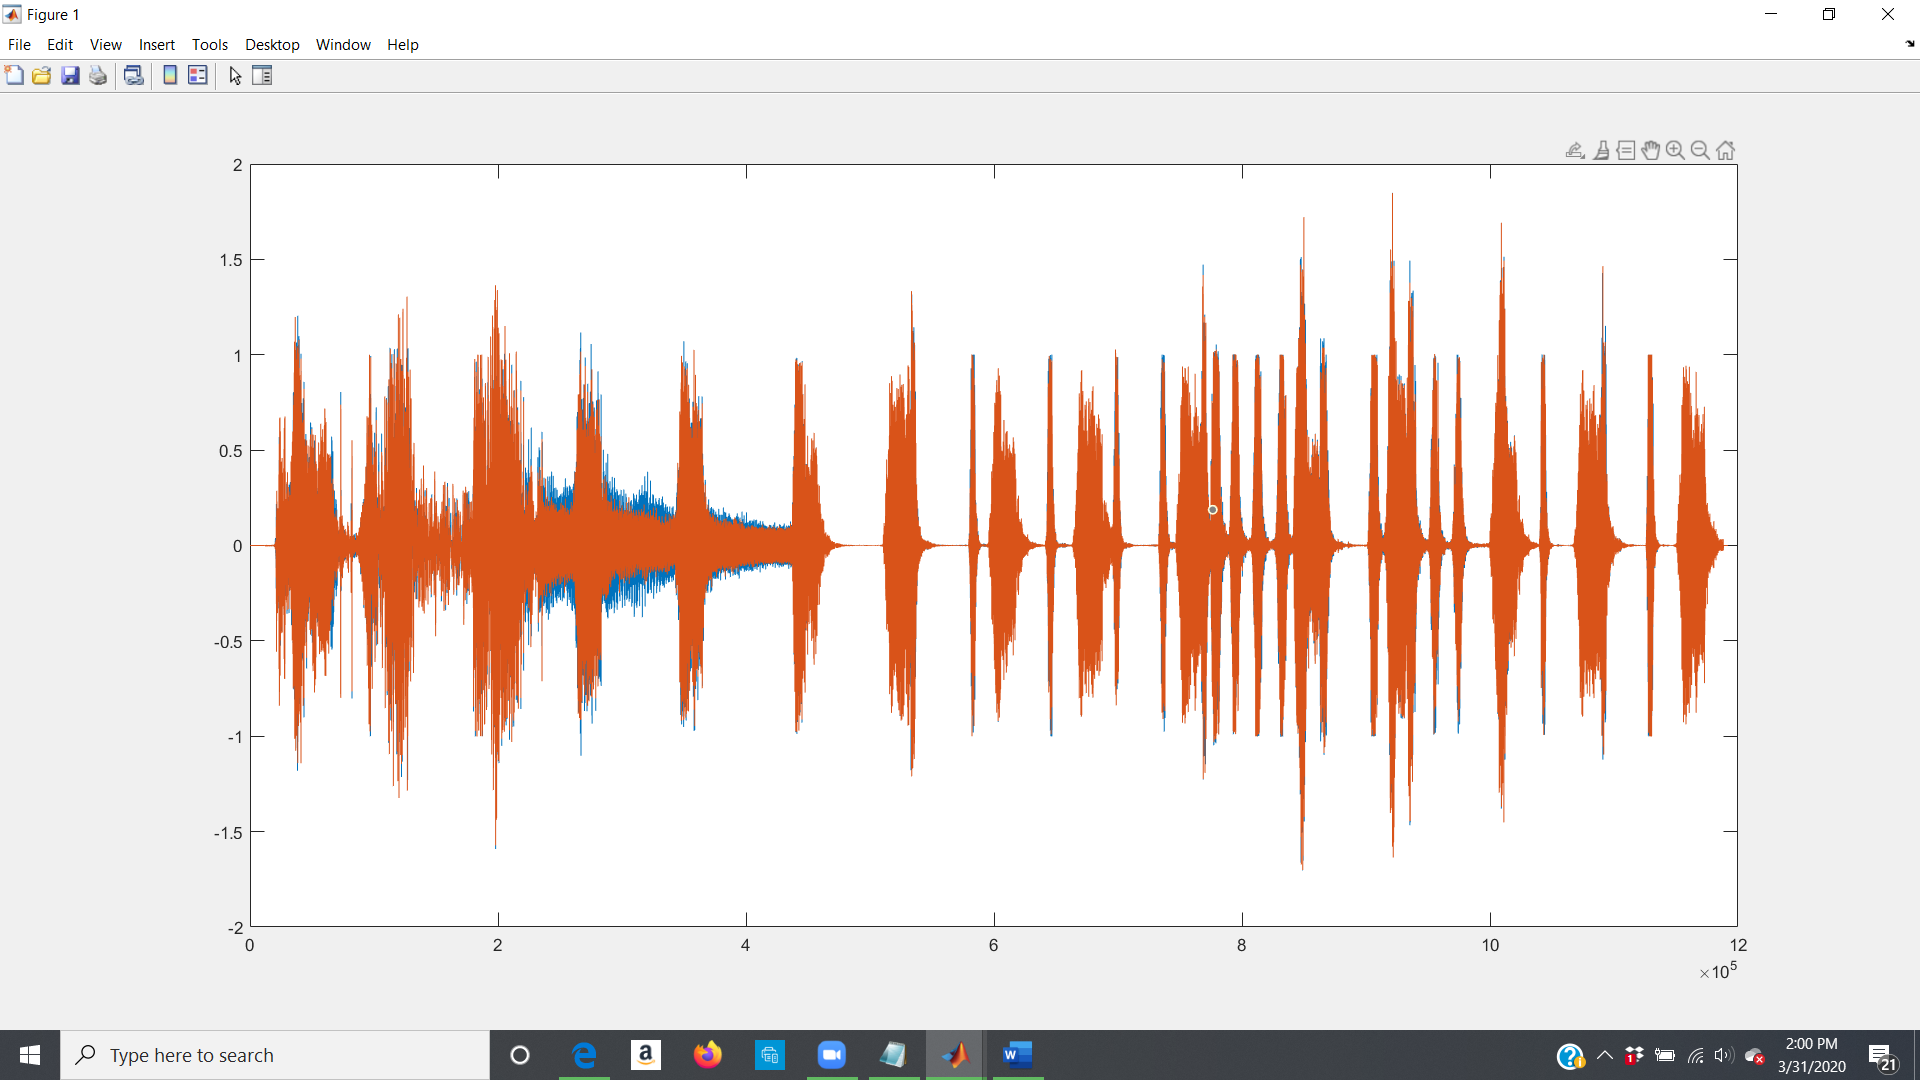 Figure 1
File Edit View Insert Tools Desktop Window Help
2
1.5
1
0.5
0
-0.5
-1
-1.5
-2
0 2 4 6 8 10 12
×10⁵
Type here to search
a
W
1
2:00 PM
3/31/2020
21